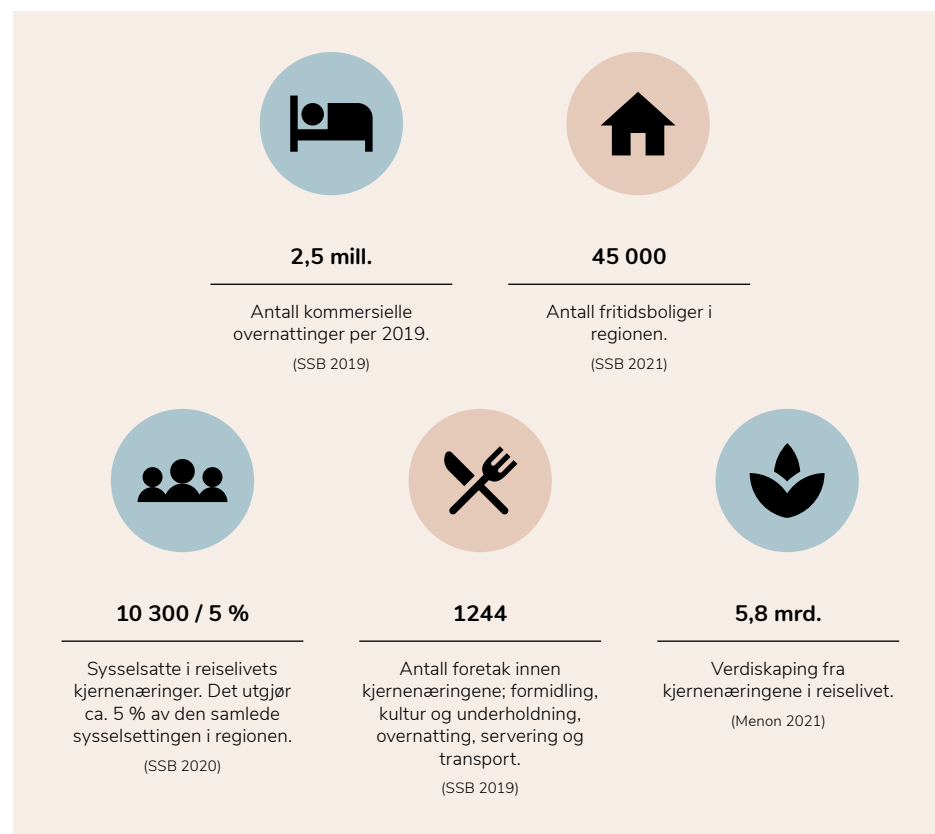 2,5 mill.
Antall kommersielle
overnattinger per 2019.
(SSB 2019)
45 000
Antall fritidsboliger i
regionen.
(SSB 2021)
10 300 / 5 %
Sysselsatte i reiselivets
kjernenæringer. Det utgjør
ca. 5 % av den samlede
sysselsettingen i regionen.
(SSB 2020)
1244
Antall foretak innen
kjernenæringene; formidling,
kultur og underholdning,
overnatting, servering og
transport.
(SSB 2019)
5,8 mrd.
Verdiskaping fra
kjernenæringene i reiselivet.
(Menon 2021)